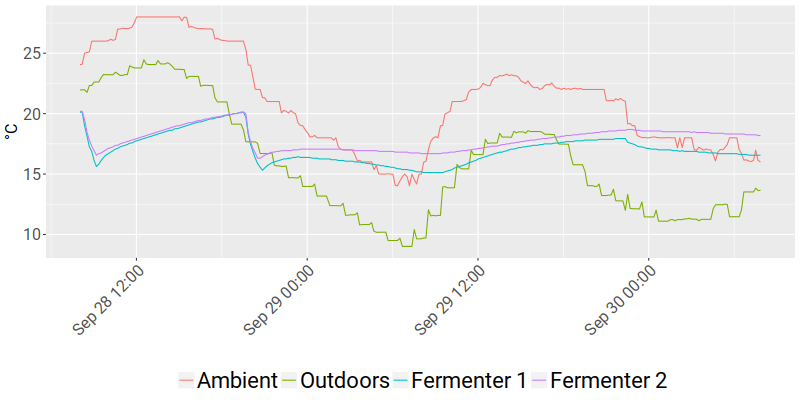 °C
25
20
15
10
Sep 28 12:00
Sep 29 00:00
Sep 29 12:00
Sep 30 00:00
Ambient Outdoors Fermenter 1 Fermenter 2